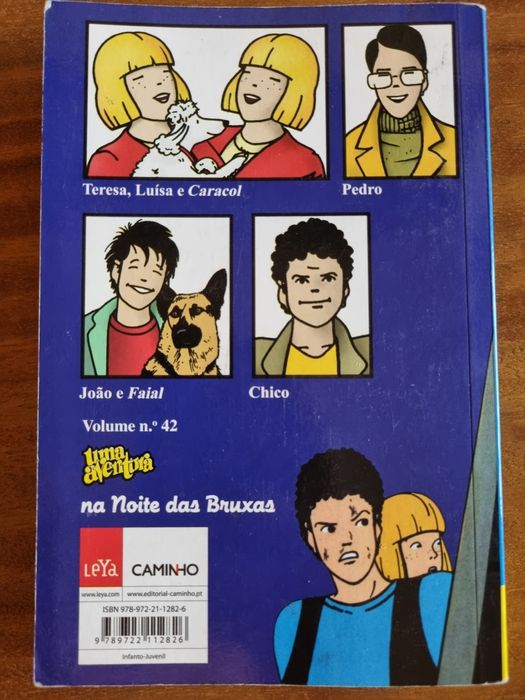 Teresa, Luísa e Caracol
Pedro
João e Faial
Chico
Volume n.º 42
uma
aventura
na Noite das Bruxas
LEYA
CAMINHO
www.leya.com
www.editorial-caminho.pt
ISBN 978-972-21-1282-6
9 789722 112826
Infanto-Juvenil